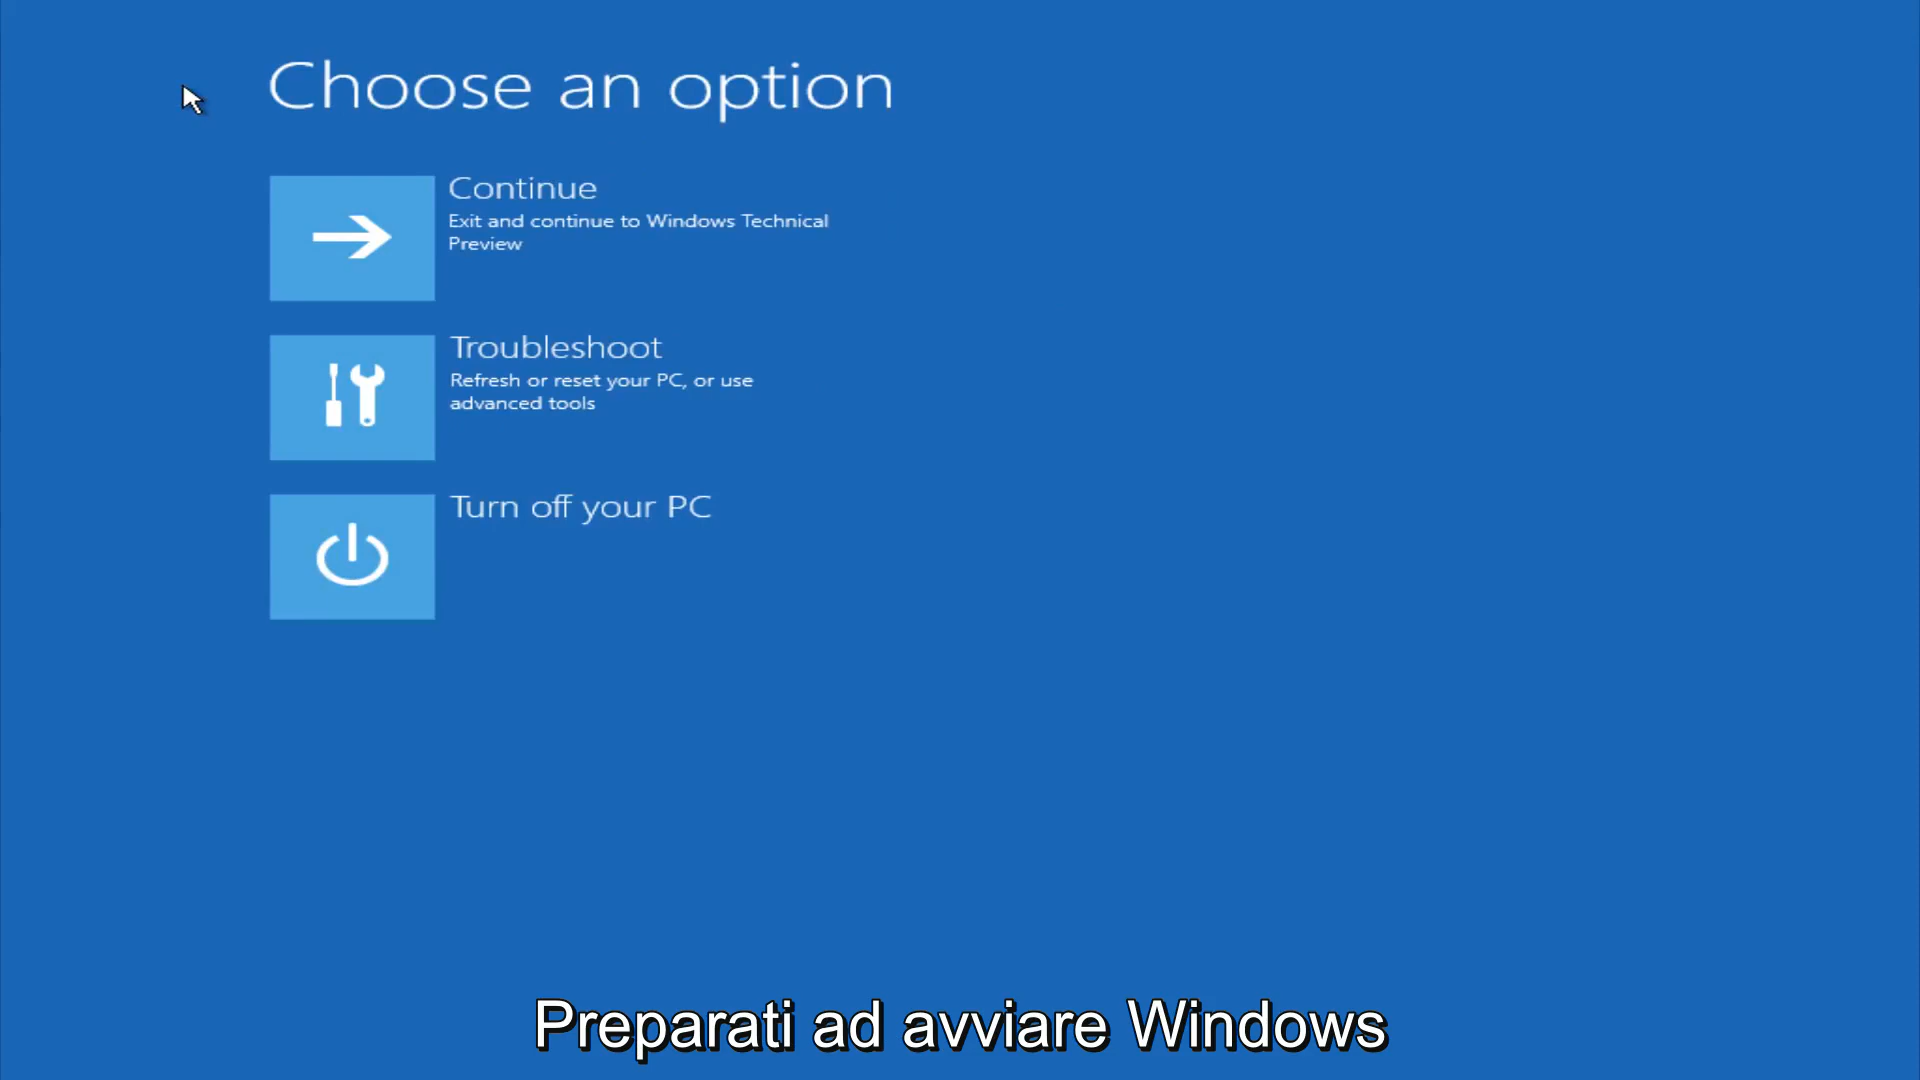 Choose an option
Continue
Exit and continue to Windows Technical
Preview
Troubleshoot
Refresh or reset your PC, or use
advanced tools
Turn off your PC
Preparati ad avviare Windows